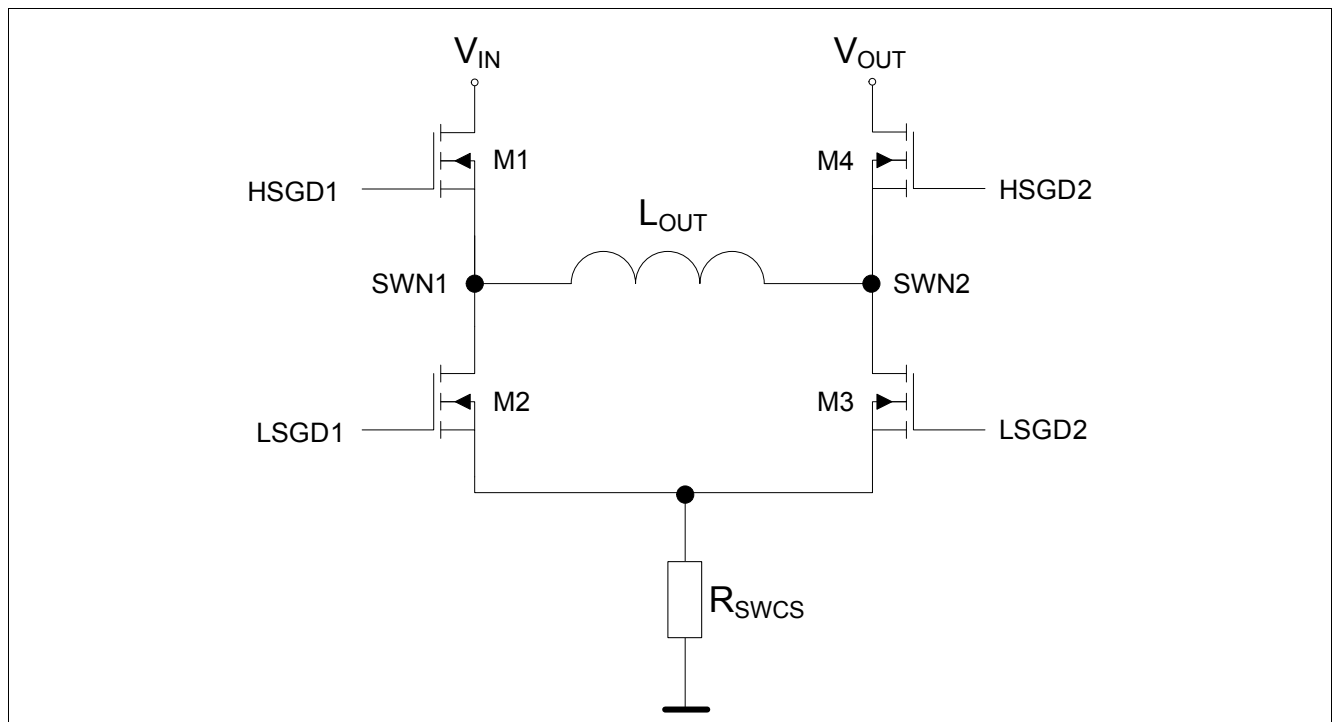 VIN
VOUT
M1
M4
HSGD1
HSGD2
LOUT
SWN1
SWN2
M2
M3
LSGD1
LSGD2
RSWCS